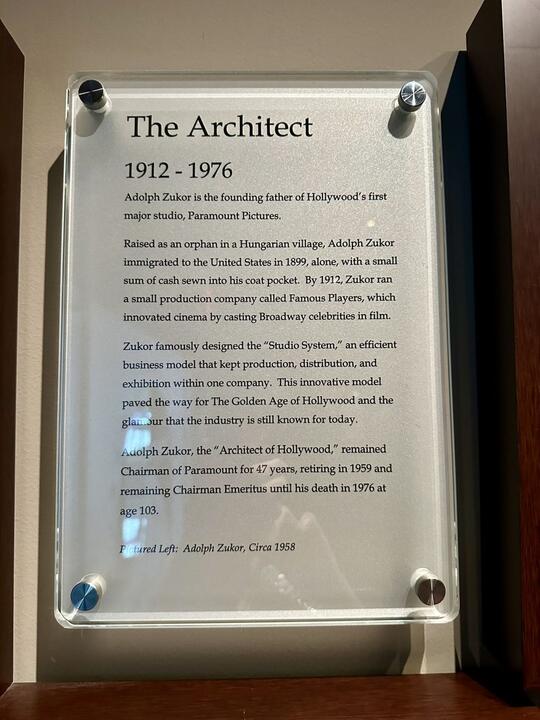 The Architect
1912 - 1976
Adolph Zukor is the founding father of Hollywood's first
major studio, Paramount Pictures.
Raised as an orphan in a Hungarian village, Adolph Zukor
immigrated to the United States in 1899, alone, with a small
sum of cash sewn into his coat pocket.  By 1912, Zukor ran
a small production company called Famous Players, which
innovated cinema by casting Broadway celebrities in film.
Zukor famously designed the "Studio System," an efficient
business model that kept production, distribution, and
exhibition within one company.  This innovative model
paved the way for The Golden Age of Hollywood and the
glamour that the industry is still known for today.
Adolph Zukor, the "Architect of Hollywood," remained
Chairman of Paramount for 47 years, retiring in 1959 and
remaining Chairman Emeritus until his death in 1976 at
age 103.
Pictured Left:  Adolph Zukor, Circa 1958